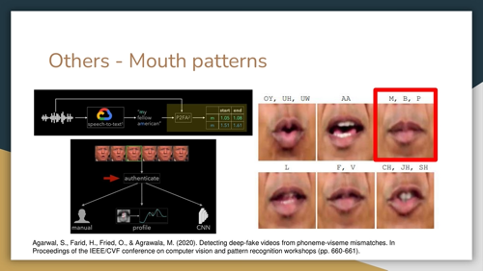 Others - Mouth patterns
speech-to-text
"my
fellow
american"
P2FA
start end
m 1.05 1.08
m 1.51 1.61
authenticate
manual profile CNN
OY, UH, UW AA M, B, P
L F, V CH, JH, SH
Agarwal, S., Farid, H., Fried, O., & Agrawala, M. (2020). Detecting deep-fake videos from phoneme-viseme mismatches. In
Proceedings of the IEEE/CVF conference on computer vision and pattern recognition workshops (pp. 660-661).